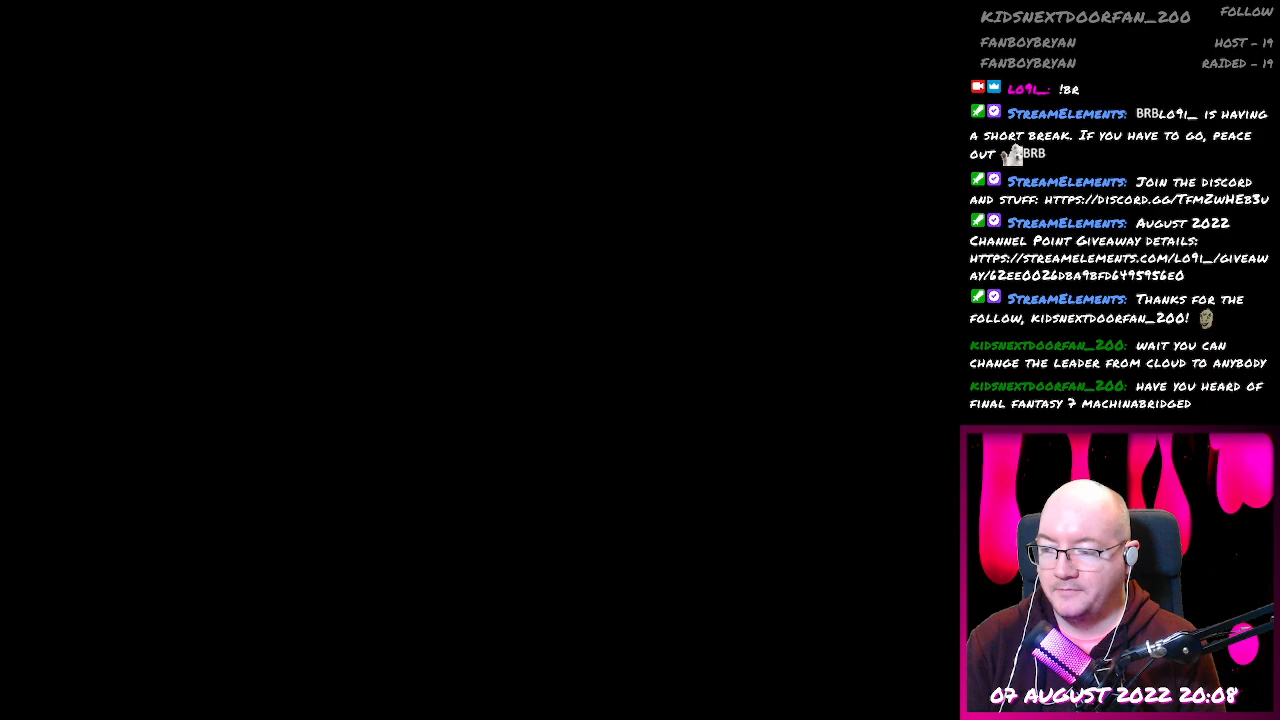 KIDSNEXTDOORFAN_200 FOLLOW
FANBOYBRYAN HOST - 19
FANBOYBRYAN RAIDED - 19
LO9I_: !BR
STREAMELEMENTS: BRBLO9I_ IS HAVING
A SHORT BREAK. IF YOU HAVE TO GO, PEACE
OUT BRB
STREAMELEMENTS: JOIN THE DISCORD
AND STUFF: HTTPS://DISCORD.GG/TFMZWHE83U
STREAMELEMENTS: AUGUST 2022
CHANNEL POINT GIVEAWAY DETAILS:
HTTPS://STREAMELEMENTS.COM/LO9I_/GIVEAW
AY/62EE0026DBA9BFD6495956E0
STREAMELEMENTS: THANKS FOR THE
FOLLOW, KIDSNEXTDOORFAN_200!
KIDSNEXTDOORFAN_200: WAIT YOU CAN
CHANGE THE LEADER FROM CLOUD TO ANYBODY
KIDSNEXTDOORFAN_200: HAVE YOU HEARD OF
FINAL FANTASY 7 MACHINABRIDGED
07 AUGUST 2022 20:08